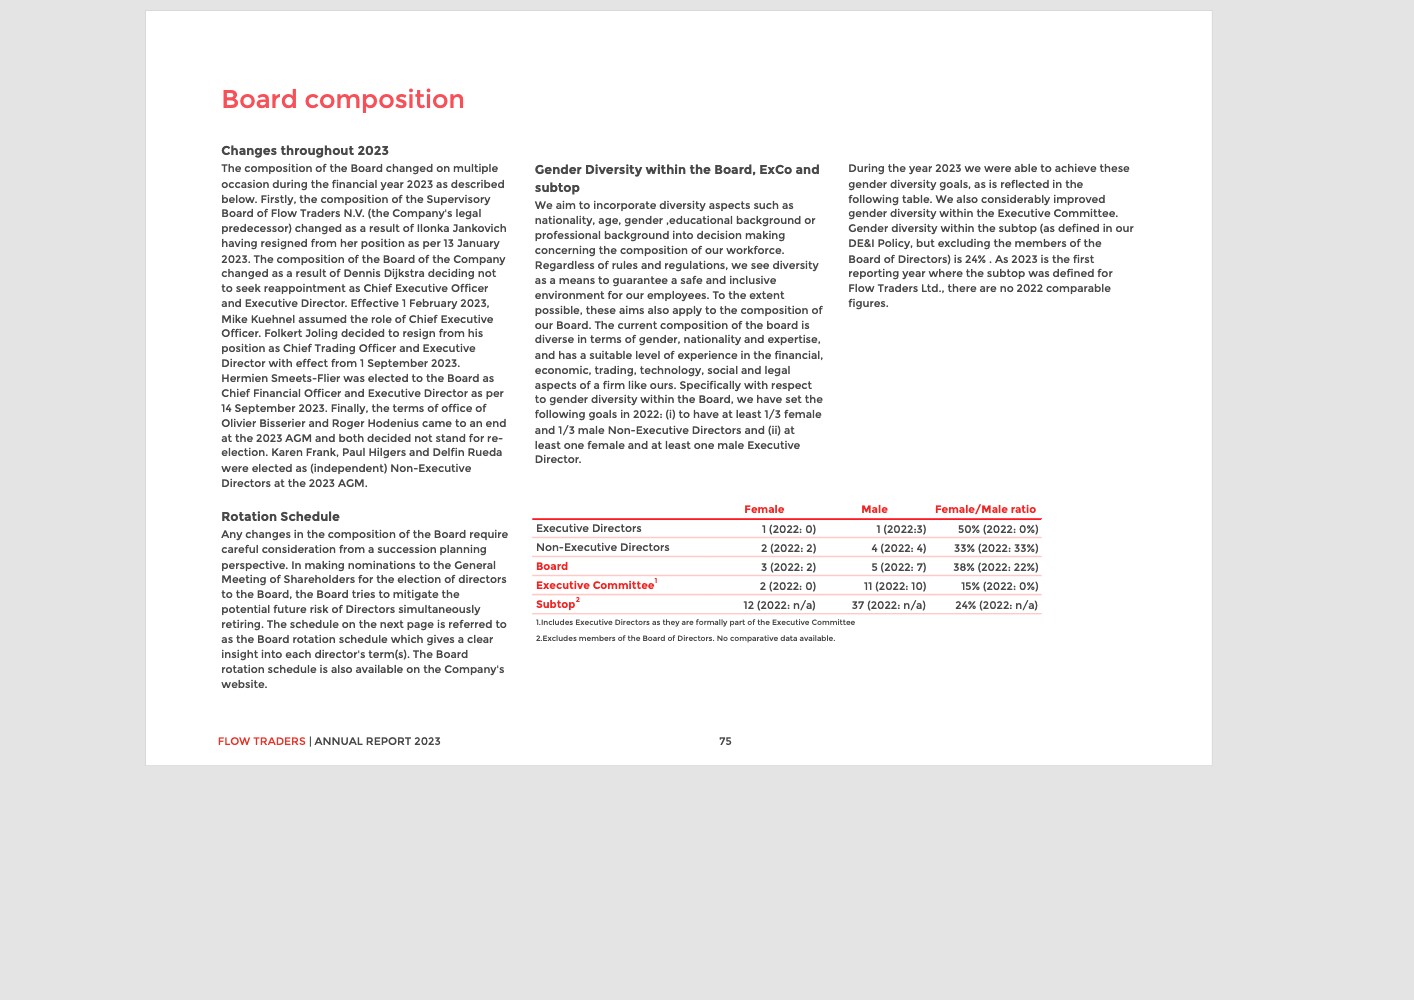 Board composition
Changes throughout 2023
The composition of the Board changed on multiple
occasion during the financial year 2023 as described
below. Firstly, the composition of the Supervisory
Board of Flow Traders N.V. (the Company's legal
predecessor) changed as a result of Ilonka Jankovich
having resigned from her position as per 13 January
2023. The composition of the Board of the Company
changed as a result of Dennis Dijkstra deciding not
to seek reappointment as Chief Executive Officer
and Executive Director. Effective 1 February 2023,
Mike Kuehnel assumed the role of Chief Executive
Officer. Folkert Joling decided to resign from his
position as Chief Trading Officer and Executive
Director with effect from 1 September 2023.
Hermien Smeets-Flier was elected to the Board as
Chief Financial Officer and Executive Director as per
14 September 2023. Finally, the terms of office of
Olivier Bisserier and Roger Hodenius came to an end
at the 2023 AGM and both decided not stand for re-
election. Karen Frank, Paul Hilgers and Delfin Rueda
were elected as (independent) Non-Executive
Directors at the 2023 AGM.
Rotation Schedule
Any changes in the composition of the Board require
careful consideration from a succession planning
perspective. In making nominations to the General
Meeting of Shareholders for the election of directors
to the Board, the Board tries to mitigate the
potential future risk of Directors simultaneously
retiring. The schedule on the next page is referred to
as the Board rotation schedule which gives a clear
insight into each director's term(s). The Board
rotation schedule is also available on the Company's
website.
Gender Diversity within the Board, ExCo and
subtop
We aim to incorporate diversity aspects such as
nationality, age, gender ,educational background or
professional background into decision making
concerning the composition of our workforce.
Regardless of rules and regulations, we see diversity
as a means to guarantee a safe and inclusive
environment for our employees. To the extent
possible, these aims also apply to the composition of
our Board. The current composition of the board is
diverse in terms of gender, nationality and expertise,
and has a suitable level of experience in the financial,
economic, trading, technology, social and legal
aspects of a firm like ours. Specifically with respect
to gender diversity within the Board, we have set the
following goals in 2022: (i) to have at least 1/3 female
and 1/3 male Non-Executive Directors and (ii) at
least one female and at least one male Executive
Director.
During the year 2023 we were able to achieve these
gender diversity goals, as is reflected in the
following table. We also considerably improved
gender diversity within the Executive Committee.
Gender diversity within the subtop (as defined in our
DE&I Policy, but excluding the members of the
Board of Directors) is 24% . As 2023 is the first
reporting year where the subtop was defined for
Flow Traders Ltd., there are no 2022 comparable
figures.
Female Male Female/Male ratio
Executive Directors 1 (2022: 0) 1 (2022:3) 50% (2022: 0%)
Non-Executive Directors 2 (2022: 2) 4 (2022: 4) 33% (2022: 33%)
Board 3 (2022: 2) 5 (2022: 7) 38% (2022: 22%)
Executive Committee1 2 (2022: 0) 11 (2022: 10) 15% (2022: 0%)
Subtop2 12 (2022: n/a) 37 (2022: n/a) 24% (2022: n/a)
1.Includes Executive Directors as they are formally part of the Executive Committee
2.Excludes members of the Board of Directors. No comparative data available.
FLOW TRADERS | ANNUAL REPORT 2023 75